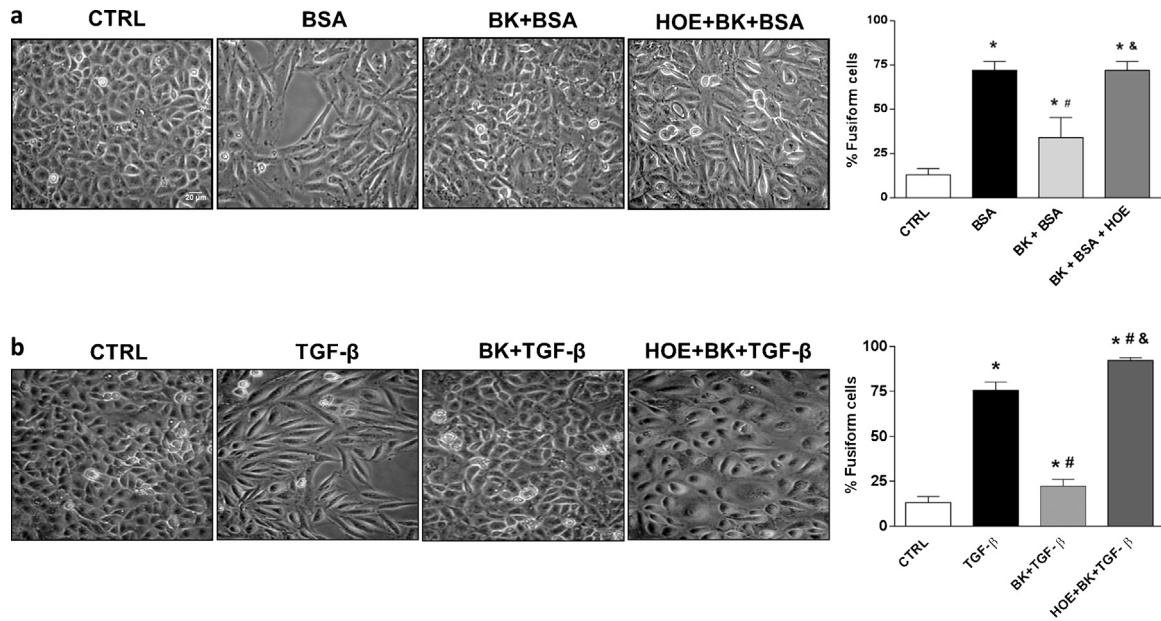 a
CTRL
BSA
BK+BSA
HOE+BK+BSA
20 µm
% Fusiform cells
100
75
50
25
0
*
* #
* &
CTRL
BSA
BK + BSA
BK + BSA + HOE
b
CTRL
TGF-β
BK+TGF-β
HOE+BK+TGF-β
% Fusiform cells
100
75
50
25
0
*
* #
* # &
CTRL
TGF- β
BK+TGF- β
HOE+BK+TGF- β